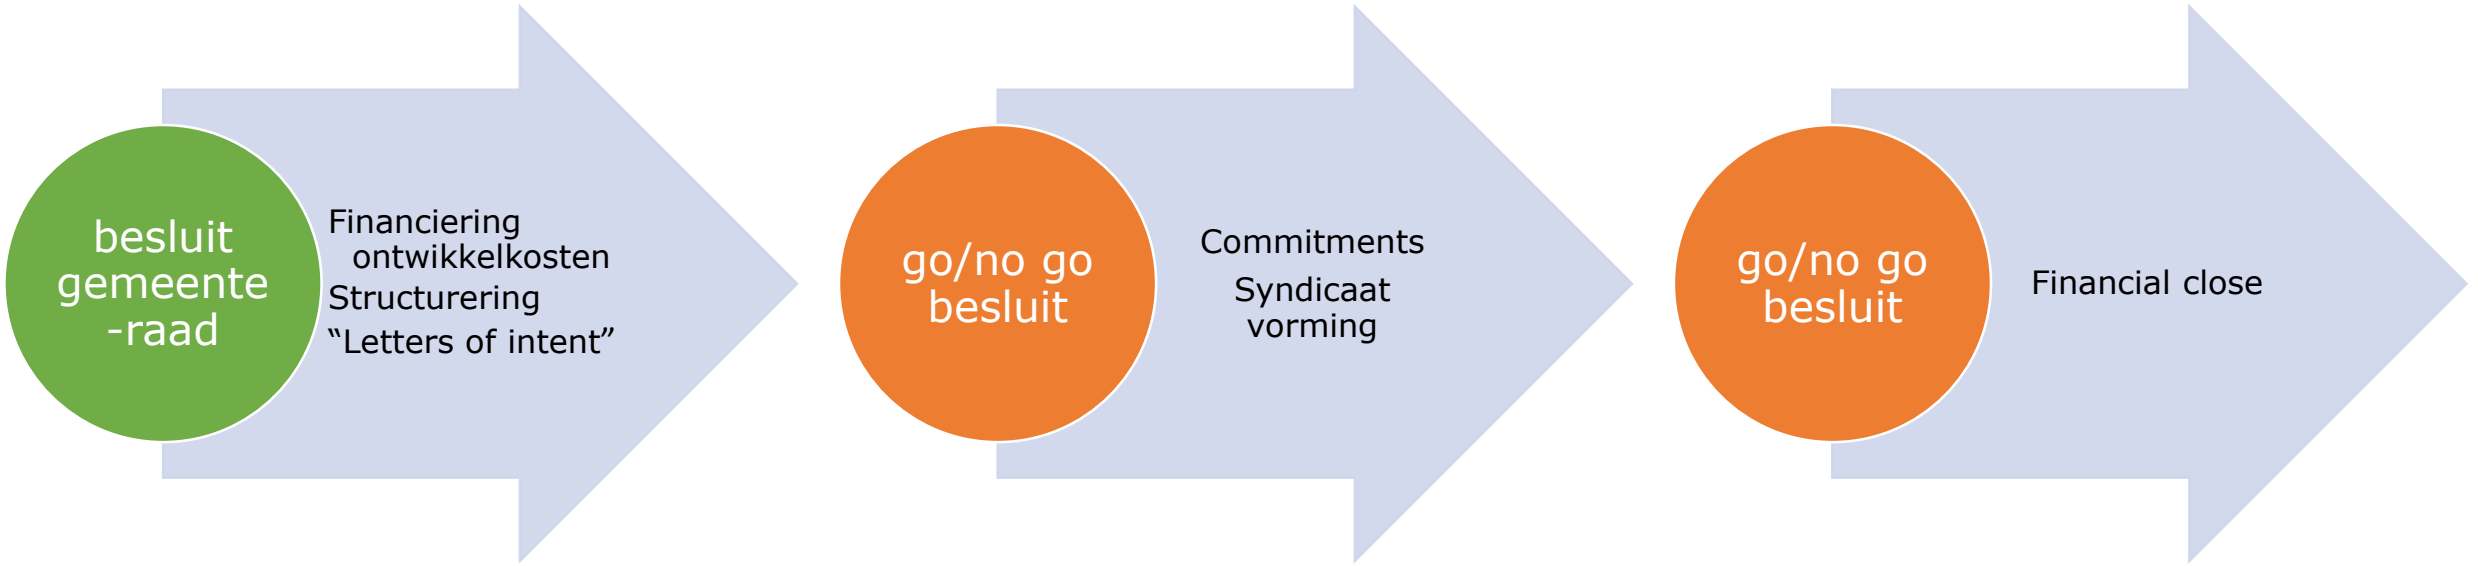 besluit
gemeente
-raad
Financiering
ontwikkelkosten
Structurering
“Letters of intent”
go/no go
besluit
Commitments
Syndicaat
vorming
go/no go
besluit
Financial close